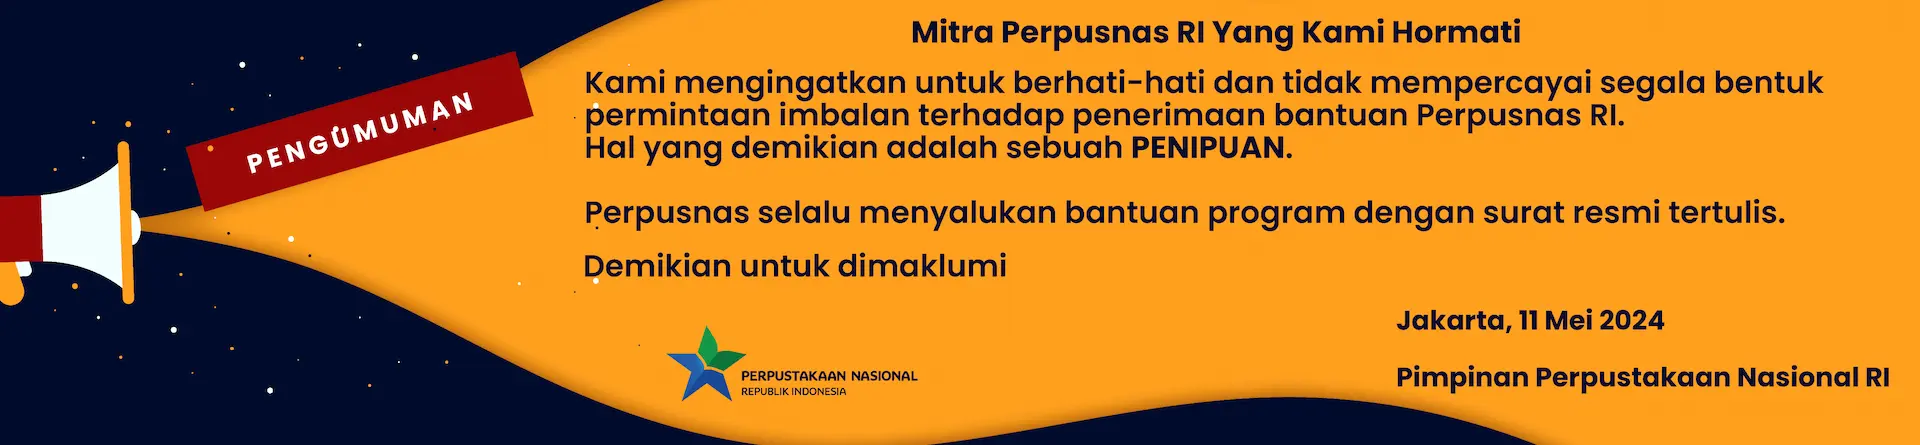 PENGUMUMAN
Mitra Perpusnas RI Yang Kami Hormati
Kami mengingatkan untuk berhati-hati dan tidak mempercayai segala bentuk
permintaan imbalan terhadap penerimaan bantuan Perpusnas RI.
Hal yang demikian adalah sebuah PENIPUAN.
Perpusnas selalu menyalukan bantuan program dengan surat resmi tertulis.
Demikian untuk dimaklumi
Jakarta, 11 Mei 2024
Pimpinan Perpustakaan Nasional RI
PERPUSTAKAAN NASIONAL
REPUBLIK INDONESIA